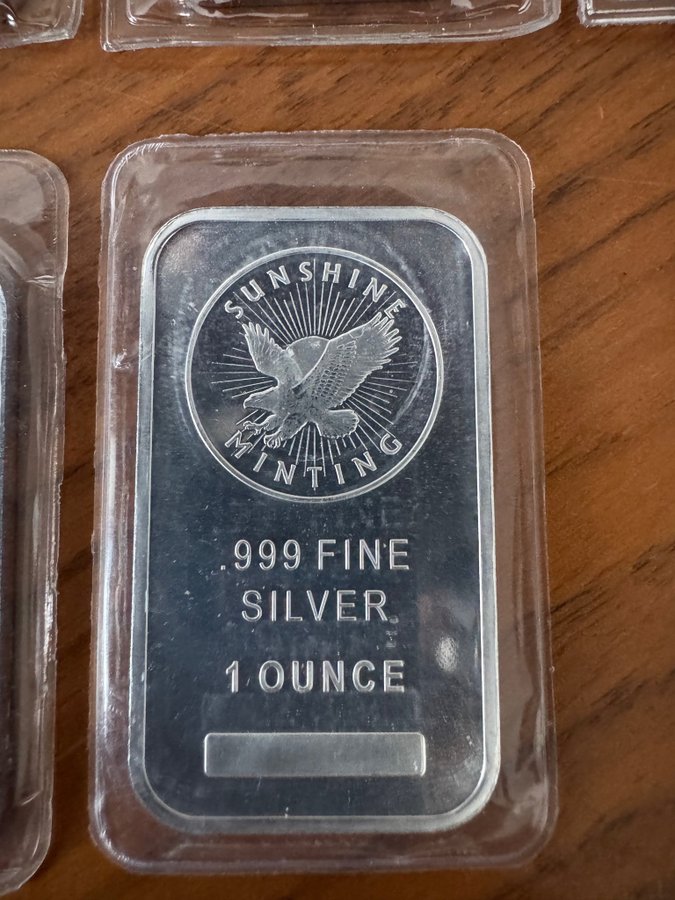 SUNSHINE
MINTING
.999 FINE
SILVER
1 OUNCE